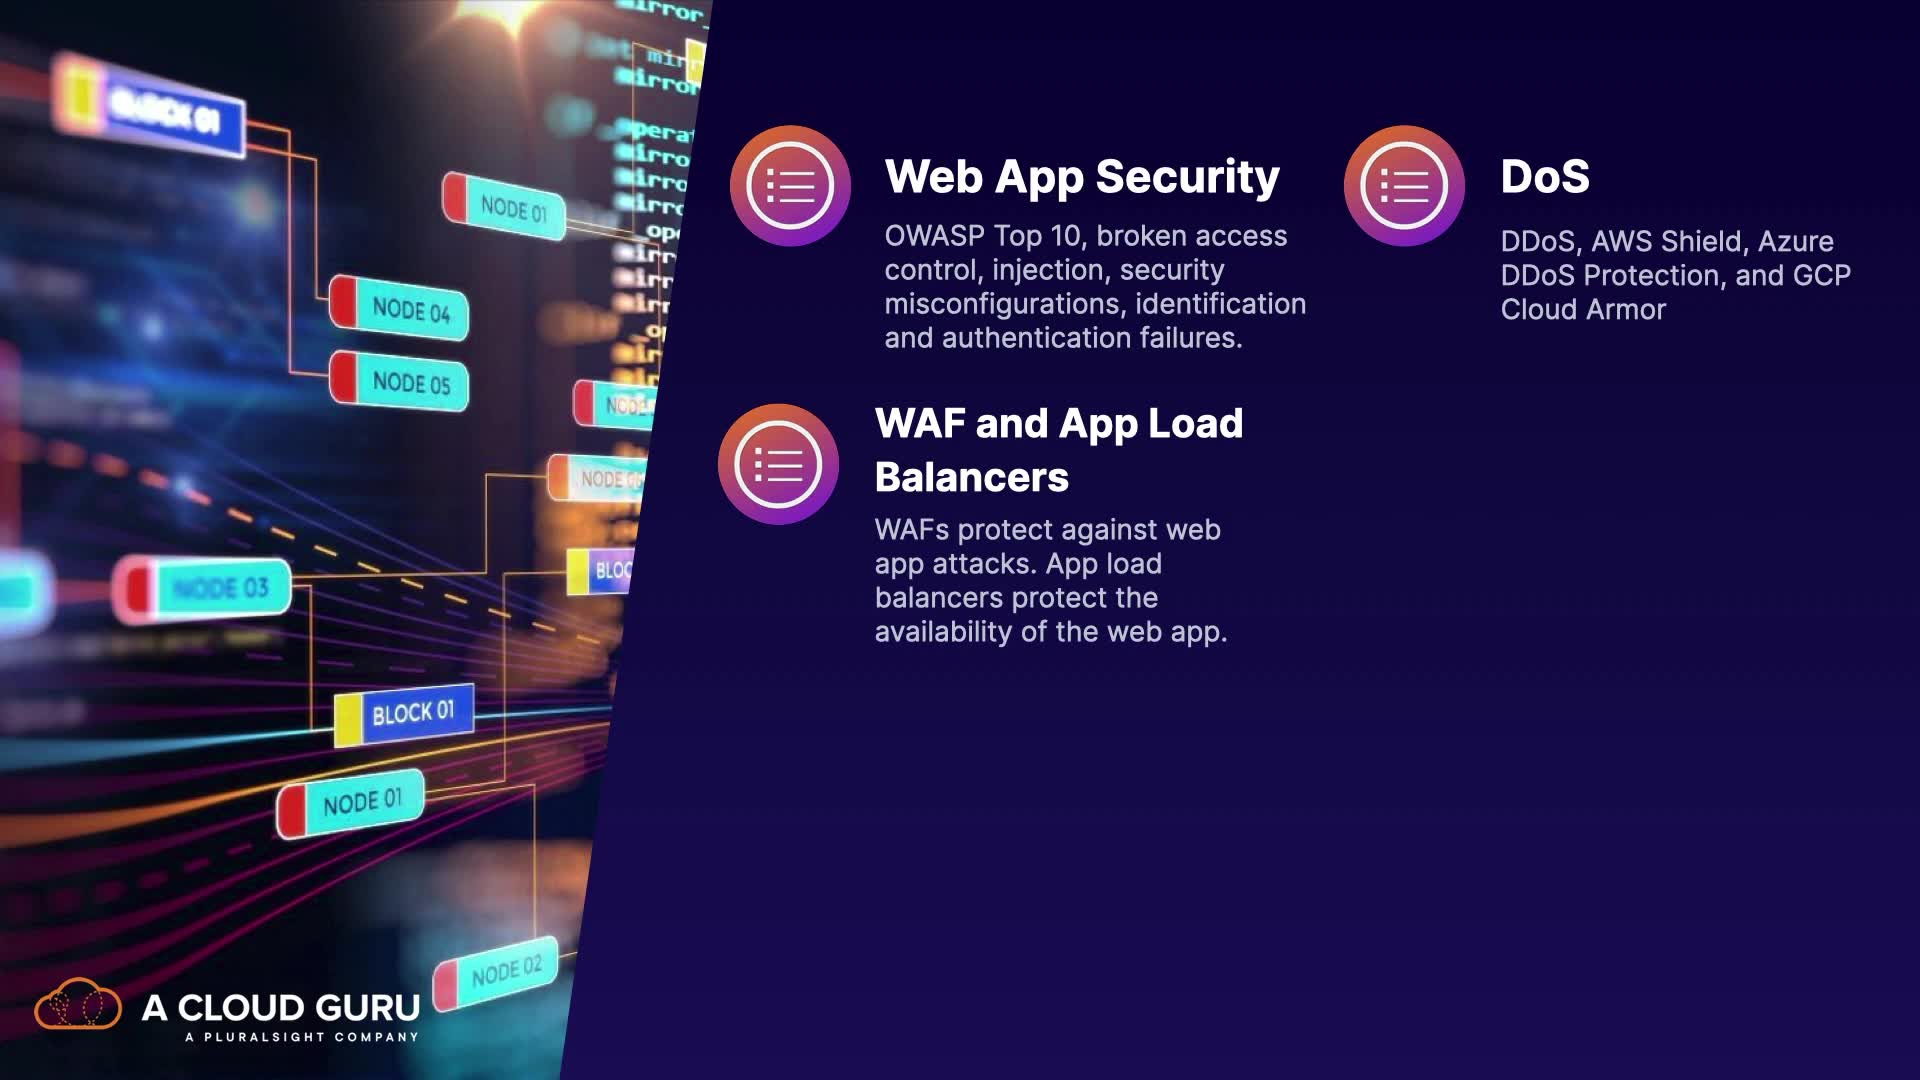 Web App Security
OWASP Top 10, broken access
control, injection, security
misconfigurations, identification
and authentication failures.
DoS
DDoS, AWS Shield, Azure
DDoS Protection, and GCP
Cloud Armor
WAF and App Load
Balancers
WAFs protect against web
app attacks. App load
balancers protect the
availability of the web app.
BLOCK 01
NODE 01
NODE 04
NODE 05
NODE 03
BLOCK 01
NODE 01
NODE 02
A CLOUD GURU
A PLURALSIGHT COMPANY